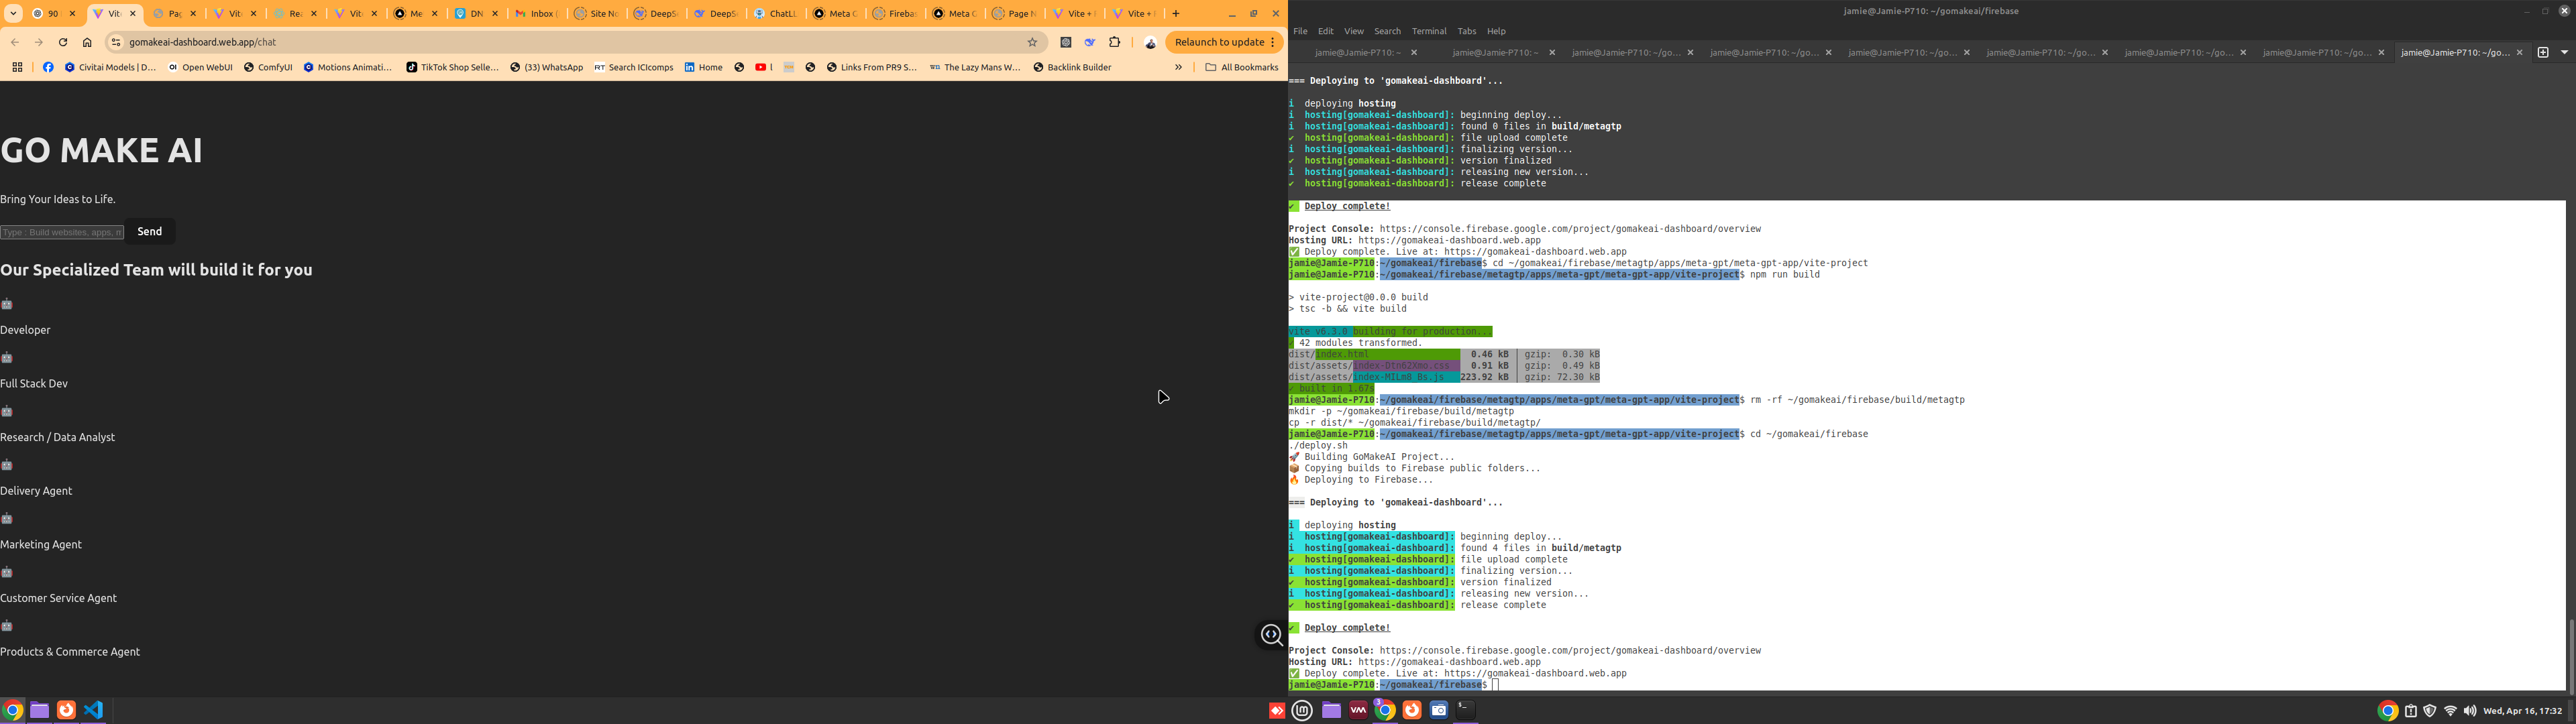 90
Vit
Pag
Vit
Rea
Vit
Me
DN
Inbox (
Site No
DeepSe
DeepSe
ChatLL
Meta G
Firebas
Meta G
Page N
Vite + R
Vite +
gomakeai-dashboard.web.app/chat
Relaunch to update
Civitai Models | D...
Open WebUI
ComfyUI
Motions Animati...
TikTok Shop Selle...
(33) WhatsApp
RT Search ICIcomps
Home
Links From PR9 S...
The Lazy Mans W...
Backlink Builder
»
All Bookmarks
GO MAKE AI
Bring Your Ideas to Life.
Type : Build websites, apps, m
Send
Our Specialized Team will build it for you
Developer
Full Stack Dev
Research / Data Analyst
Delivery Agent
Marketing Agent
Customer Service Agent
Products & Commerce Agent
jamie@Jamie-P710: ~/gomakeai/firebase
File Edit View Search Terminal Tabs Help
jamie@Jamie-P710: ~
jamie@Jamie-P710: ~
jamie@Jamie-P710: ~/go...
jamie@Jamie-P710: ~/go...
jamie@Jamie-P710: ~/go...
jamie@Jamie-P710: ~/go...
jamie@Jamie-P710: ~/go...
jamie@Jamie-P710: ~/go...
jamie@Jamie-P710: ~/go...
=== Deploying to 'gomakeai-dashboard'...
i deploying hosting
i hosting[gomakeai-dashboard]: beginning deploy...
i hosting[gomakeai-dashboard]: found 0 files in build/metagtp
✔ hosting[gomakeai-dashboard]: file upload complete
i hosting[gomakeai-dashboard]: finalizing version...
✔ hosting[gomakeai-dashboard]: version finalized
i hosting[gomakeai-dashboard]: releasing new version...
✔ hosting[gomakeai-dashboard]: release complete
✔ Deploy complete!
Project Console: https://console.firebase.google.com/project/gomakeai-dashboard/overview
Hosting URL: https://gomakeai-dashboard.web.app
✅ Deploy complete. Live at: https://gomakeai-dashboard.web.app
jamie@Jamie-P710:~/gomakeai/firebase$ cd ~/gomakeai/firebase/metagtp/apps/meta-gpt/meta-gpt-app/vite-project
jamie@Jamie-P710:~/gomakeai/firebase/metagtp/apps/meta-gpt/meta-gpt-app/vite-project$ npm run build
> vite-project@0.0.0 build
> tsc -b && vite build
vite v6.3.0 building for production...
✓ 42 modules transformed.
dist/index.html 0.46 kB │ gzip: 0.30 kB
dist/assets/index-Dtn62Xmo.css 0.91 kB │ gzip: 0.49 kB
dist/assets/index-MILm8_Bs.js 223.92 kB │ gzip: 72.30 kB
✓ built in 1.67s
jamie@Jamie-P710:~/gomakeai/firebase/metagtp/apps/meta-gpt/meta-gpt-app/vite-project$ rm -rf ~/gomakeai/firebase/build/metagtp
mkdir -p ~/gomakeai/firebase/build/metagtp
cp -r dist/* ~/gomakeai/firebase/build/metagtp/
jamie@Jamie-P710:~/gomakeai/firebase/metagtp/apps/meta-gpt/meta-gpt-app/vite-project$ cd ~/gomakeai/firebase
./deploy.sh
🚀 Building GoMakeAI Project...
📦 Copying builds to Firebase public folders...
🔥 Deploying to Firebase...
=== Deploying to 'gomakeai-dashboard'...
i deploying hosting
i hosting[gomakeai-dashboard]: beginning deploy...
i hosting[gomakeai-dashboard]: found 4 files in build/metagtp
✔ hosting[gomakeai-dashboard]: file upload complete
i hosting[gomakeai-dashboard]: finalizing version...
✔ hosting[gomakeai-dashboard]: version finalized
i hosting[gomakeai-dashboard]: releasing new version...
✔ hosting[gomakeai-dashboard]: release complete
✔ Deploy complete!
Project Console: https://console.firebase.google.com/project/gomakeai-dashboard/overview
Hosting URL: https://gomakeai-dashboard.web.app
✅ Deploy complete. Live at: https://gomakeai-dashboard.web.app
jamie@Jamie-P710:~/gomakeai/firebase$
Wed, Apr 16, 17:32